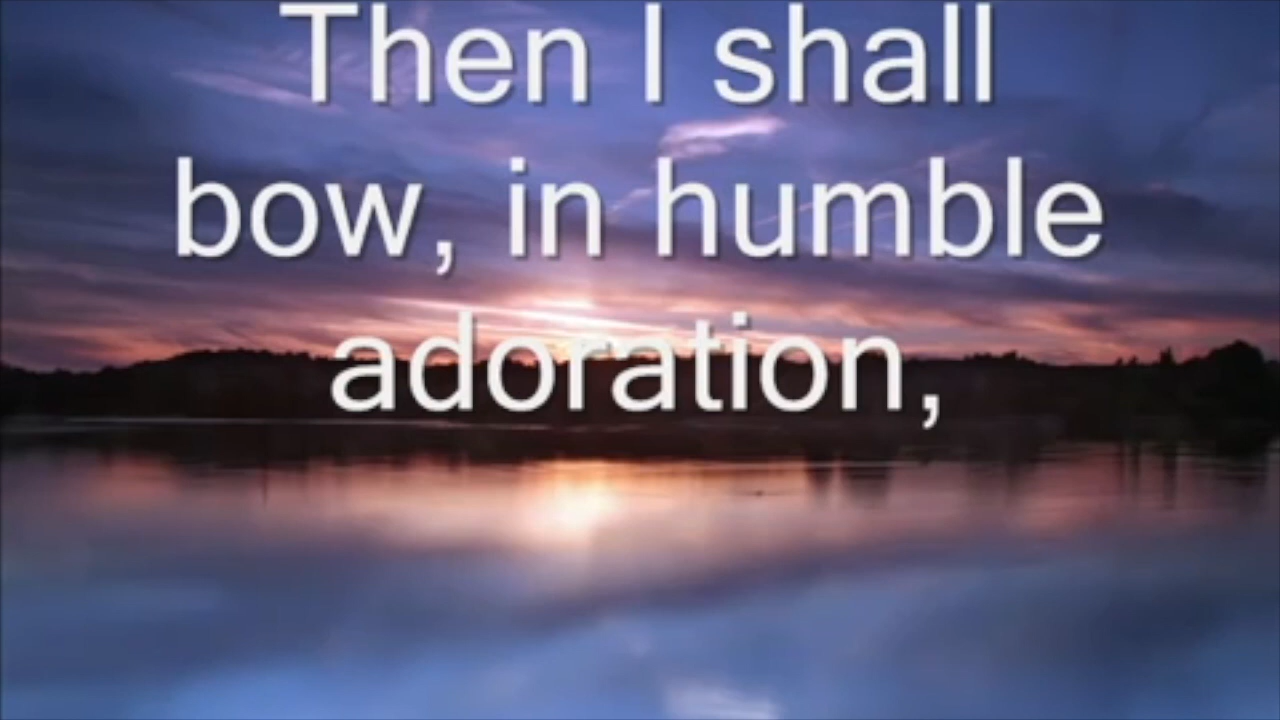 Then I shall
bow, in humble
adoration,